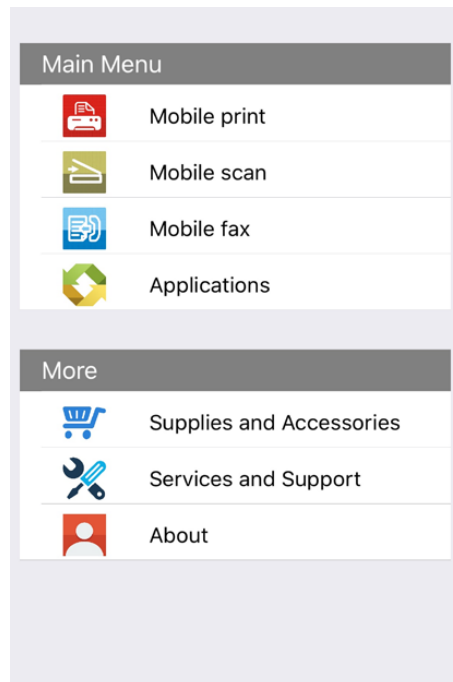 Main Menu
Mobile print
Mobile scan
Mobile fax
Applications
More
Supplies and Accessories
Services and Support
About